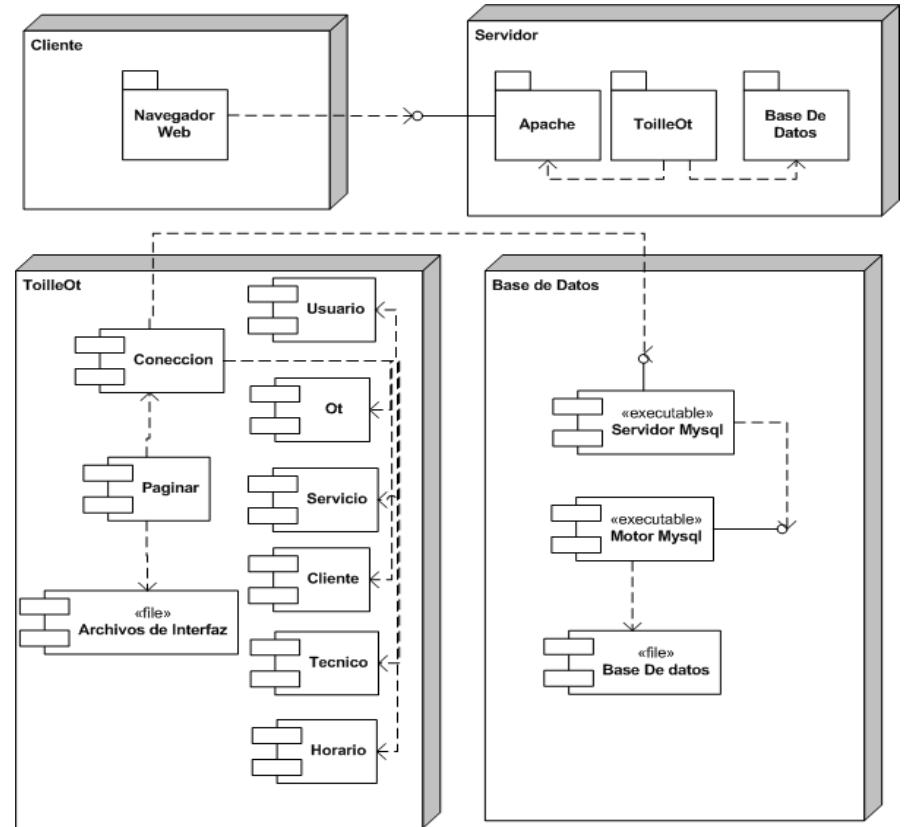 Cliente
Navegador
Web
Servidor
Apache
ToilleOt
Base De
Datos
ToilleOt
Coneccion
Paginar
«file»
Archivos de Interfaz
Usuario
Ot
Servicio
Cliente
Tecnico
Horario
Base de Datos
«executable»
Servidor Mysql
«executable»
Motor Mysql
«file»
Base De datos